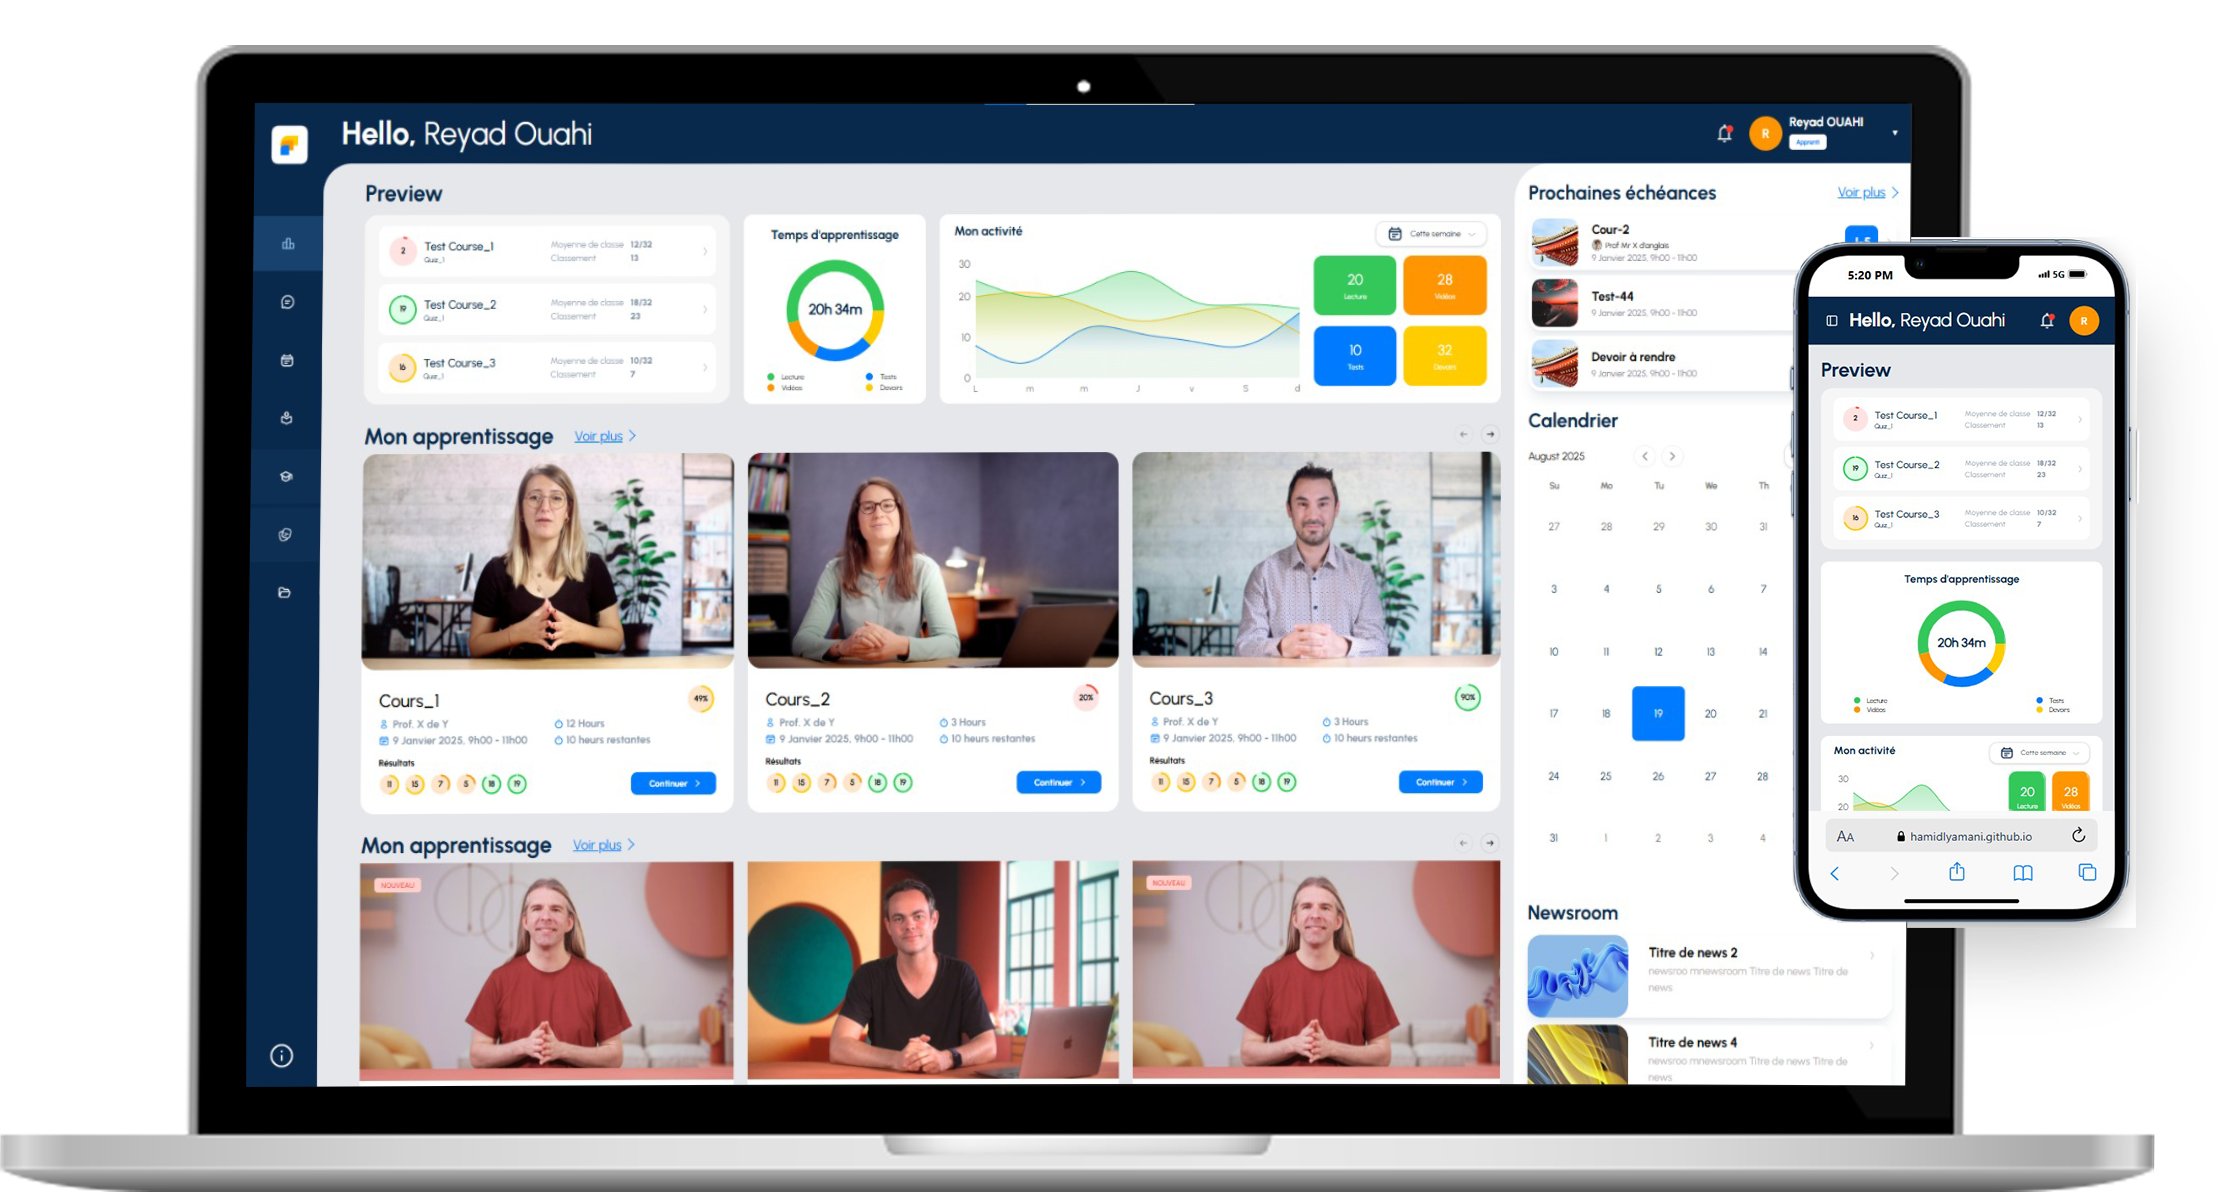 Hello, Reyad Ouahi
R
Reyad OUAHI
Apprenti
Preview
2
Test Course_1
Quiz_1
Moyenne de classe 12/32
Classement 13
19
Test Course_2
Quiz_1
Moyenne de classe 18/32
Classement 23
16
Test Course_3
Quiz_1
Moyenne de classe 10/32
Classement 7
Temps d'apprentissage
20h 34m
Lecture
Tests
Vidéos
Devoirs
Mon activité
Cette semaine
30
20
10
0
L m m J v S d
20
Lecture
28
Vidéos
10
Tests
32
Devoirs
Mon apprentissage
Voir plus
Cours_1
49%
Prof. X de Y
12 Hours
9 Janvier 2025, 9h00 - 11h00
10 heurs restantes
Résultats
11 15 7 5 18 19
Continuer
Cours_2
20%
Prof. X de Y
3 Hours
9 Janvier 2025, 9h00 - 11h00
10 heurs restantes
Résultats
11 15 7 5 18 19
Continuer
Cours_3
90%
Prof. X de Y
3 Hours
9 Janvier 2025, 9h00 - 11h00
10 heurs restantes
Résultats
11 15 7 5 18 19
Continuer
Mon apprentissage
Voir plus
NOUVEAU
NOUVEAU
Prochaines échéances
Voir plus
Cour-2
Prof Mr X d'anglais
9 Janvier 2025, 9h00 - 11h00
Test-44
9 Janvier 2025, 9h00 - 11h00
Devoir à rendre
9 Janvier 2025, 9h00 - 11h00
Calendrier
August 2025
Su Mo Tu We Th
27 28 29 30 31
3 4 5 6 7
10 11 12 13 14
17 18 19 20 21
24 25 26 27 28
31 1 2 3 4
Newsroom
Titre de news 2
newsroo mnewsroom Titre de news Titre de
news
Titre de news 4
newsroo mnewsroom Titre de news Titre de
news
5:20 PM
5G
Hello, Reyad Ouahi
R
Preview
2
Test Course_1
Quiz_1
Moyenne de classe 12/32
Classement 13
19
Test Course_2
Quiz_1
Moyenne de classe 18/32
Classement 23
16
Test Course_3
Quiz_1
Moyenne de classe 10/32
Classement 7
Temps d'apprentissage
20h 34m
Lecture
Tests
Vidéos
Devoirs
Mon activité
Cette semaine
30
20
20
Lecture
28
Vidéos
AA
hamidlyamani.github.io